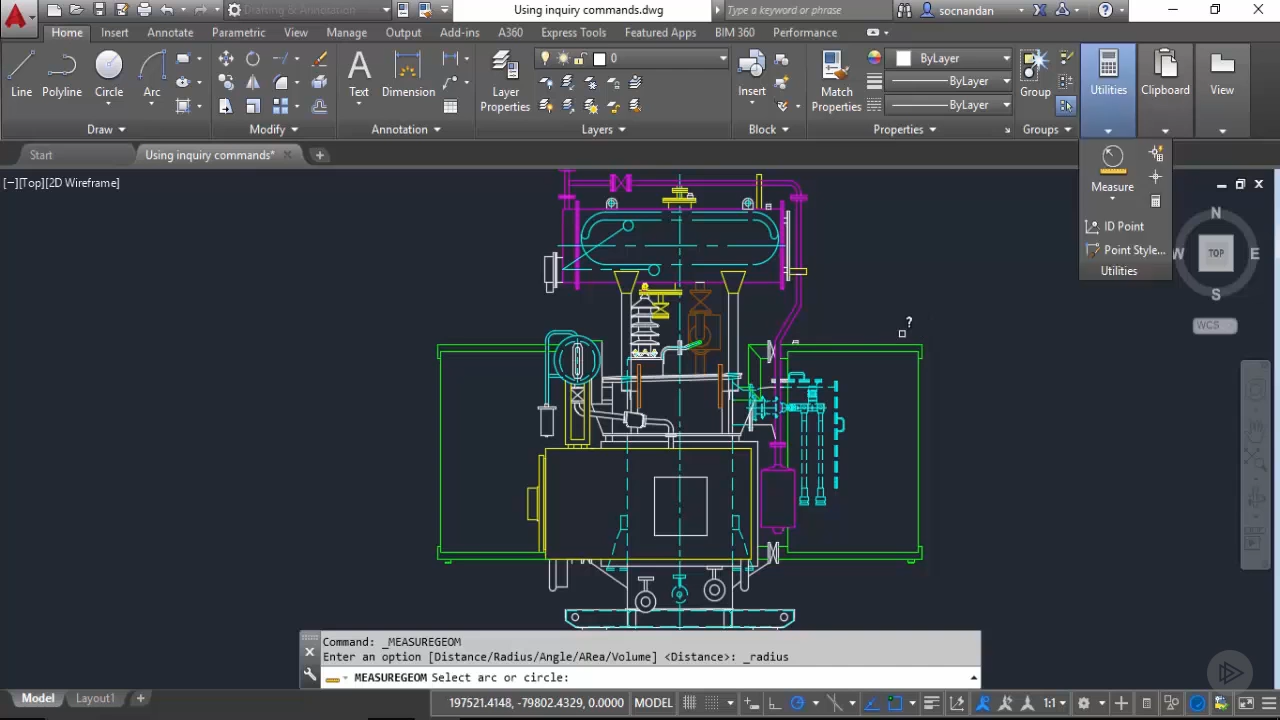 Drafting & Annotation
Using inquiry commands.dwg
Type a keyword or phrase
socnandan
Home Insert Annotate Parametric View Manage Output Add-ins A360 Express Tools Featured Apps BIM 360 Performance
Line Polyline Circle Arc
Text Dimension
Layer Properties
0
Insert
Match Properties
ByLayer
ByLayer
ByLayer
Group
Utilities Clipboard View
Draw Modify Annotation Layers Block Properties Groups
Start Using inquiry commands* +
[−][Top][2D Wireframe]
Measure
ID Point
Point Style...
Utilities
N
W TOP E
S
WCS
?
Command: _MEASUREGEOM
Enter an option [Distance/Radius/Angle/ARea/Volume] <Distance>: _radius
MEASUREGEOM Select arc or circle:
Model Layout1 +
197521.4148, -79802.4329, 0.0000 MODEL 1:1